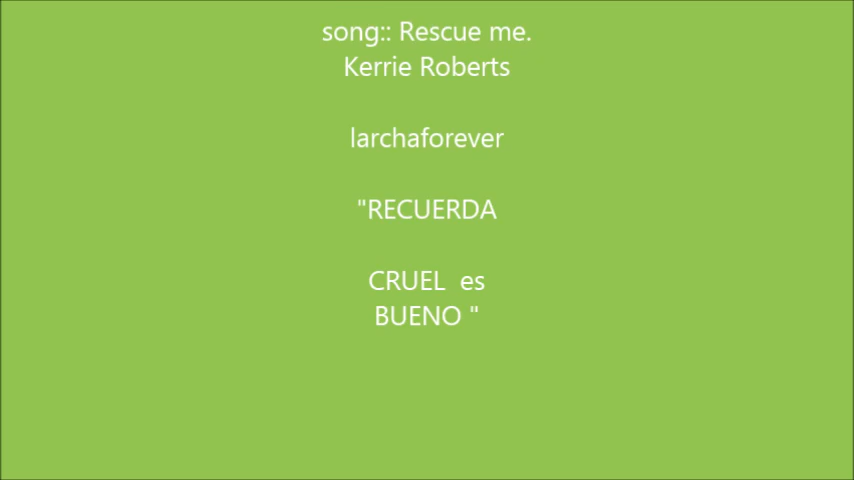 song:: Rescue me.
Kerrie Roberts
larchaforever
"RECUERDA
CRUEL  es
BUENO "